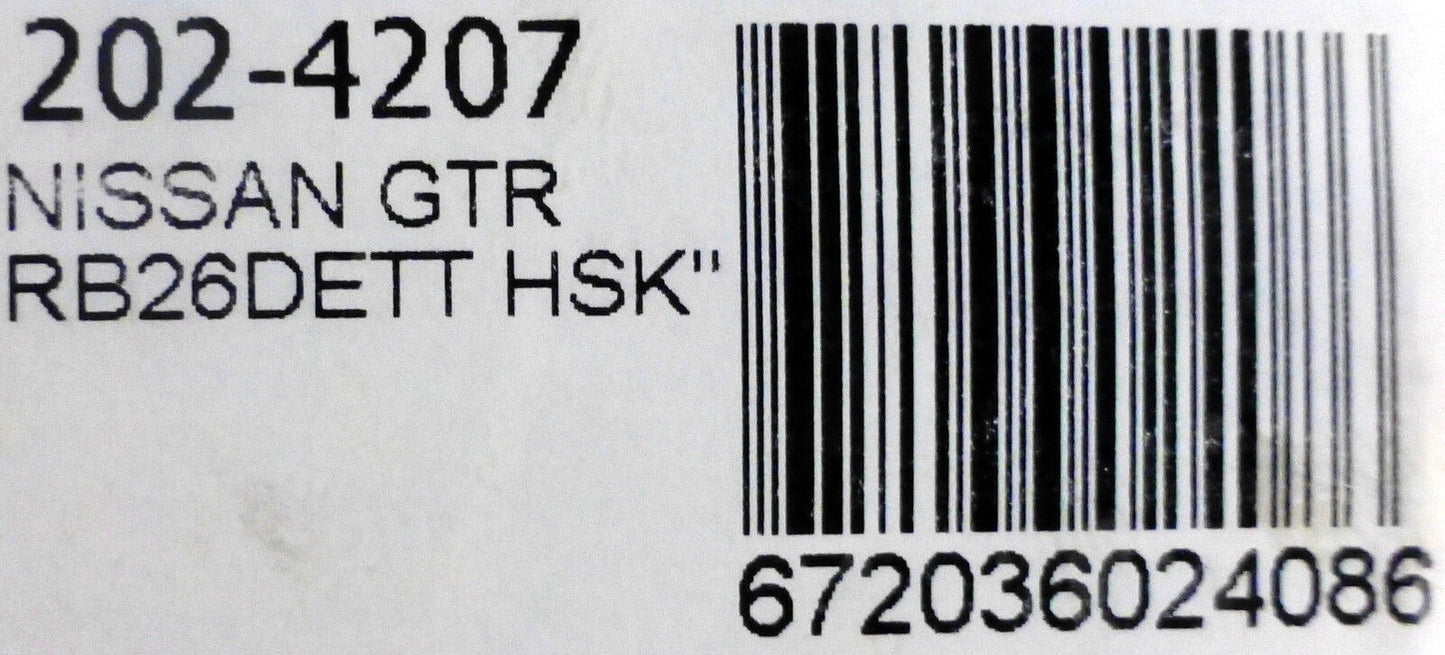 202-4207
NISSAN GTR
RB26DETT HSK"
672036024086